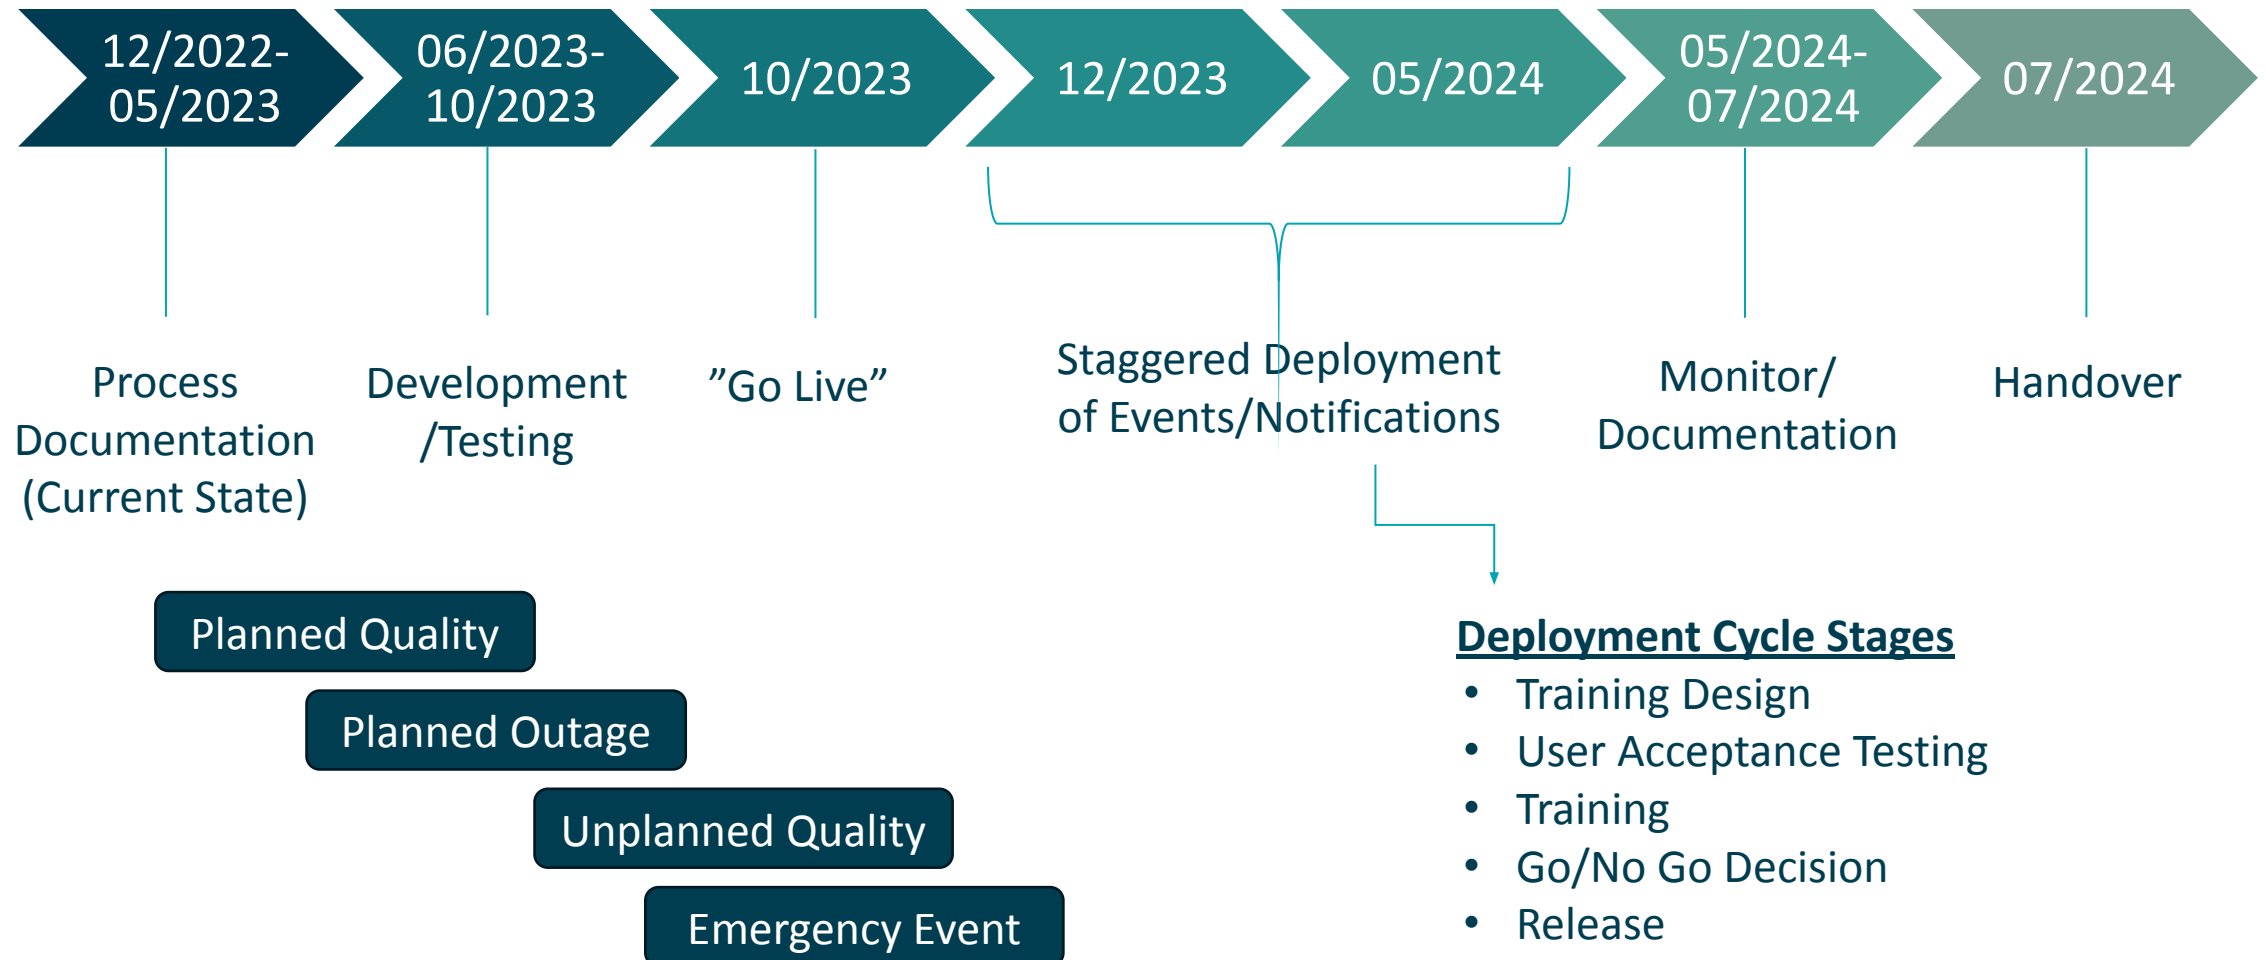 12/2022-
05/2023
06/2023-
10/2023
10/2023
12/2023
05/2024
05/2024-
07/2024
07/2024
Process
Documentation
(Current State)
Development
/Testing
”Go Live”
Staggered Deployment
of Events/Notifications
Monitor/
Documentation
Handover
Planned Quality
Planned Outage
Unplanned Quality
Emergency Event
Deployment Cycle Stages
• Training Design
• User Acceptance Testing
• Training
• Go/No Go Decision
• Release